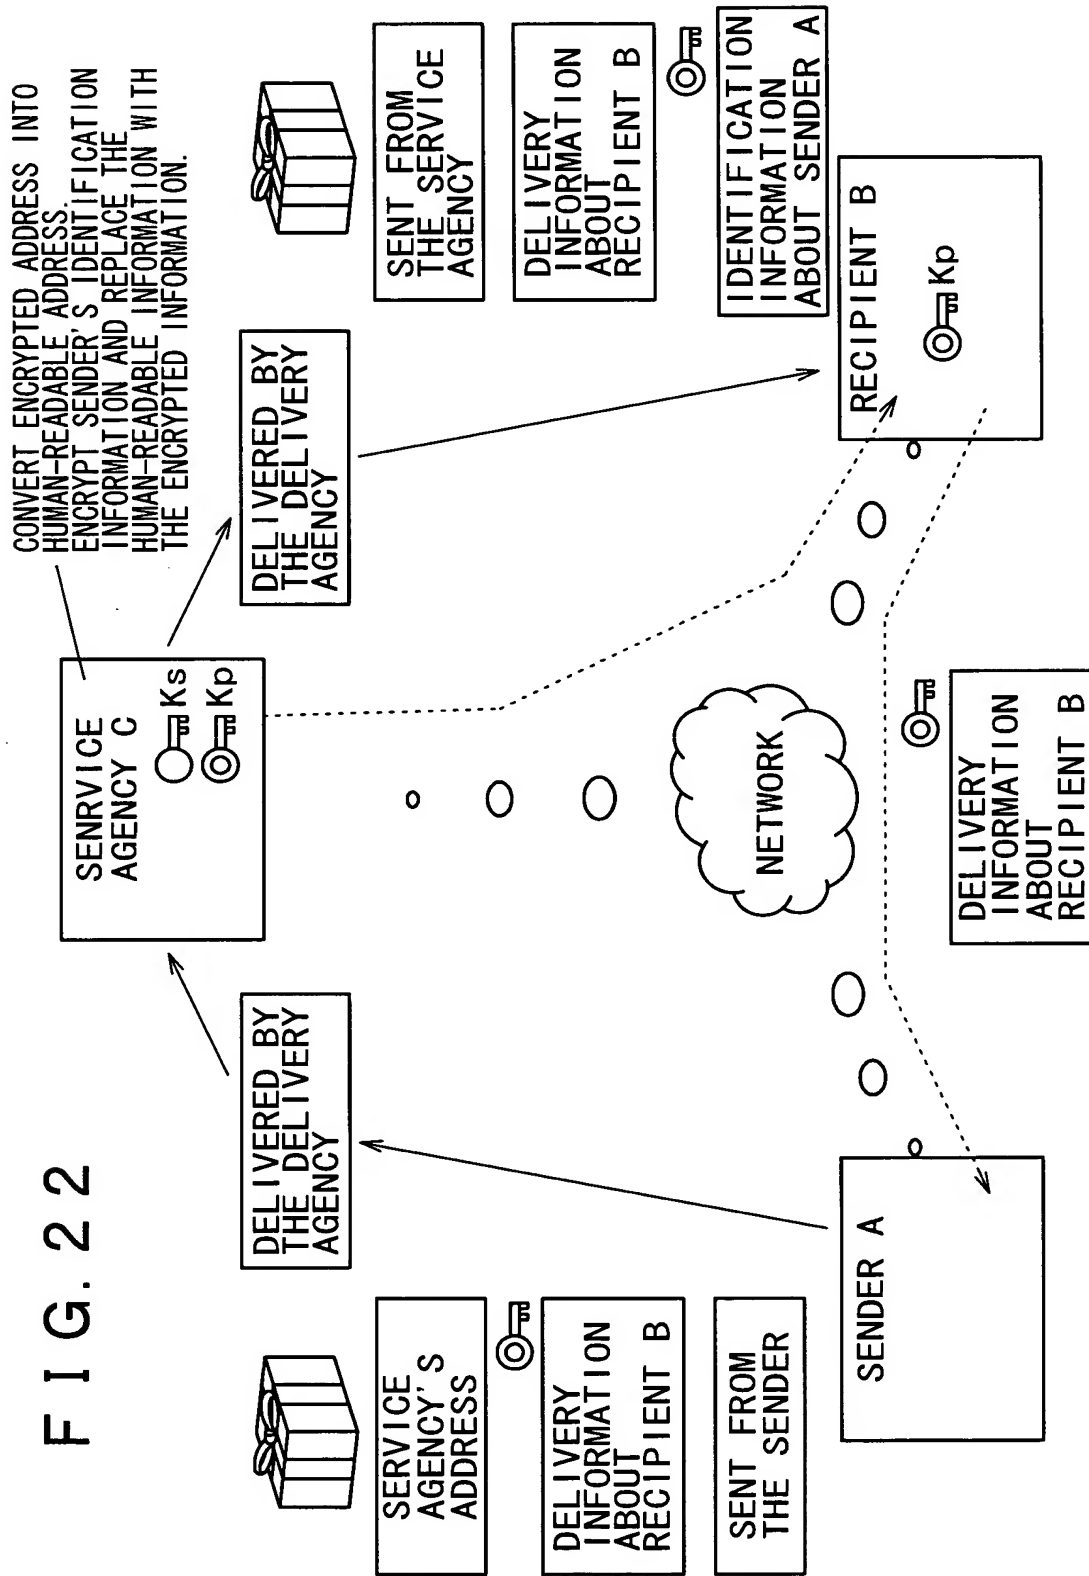 FIG. 22
CONVERT ENCRYPTED ADDRESS INTO
HUMAN-READABLE ADDRESS.
ENCRYPT SENDER'S IDENTIFICATION
INFORMATION AND REPLACE THE
HUMAN-READABLE INFORMATION WITH
THE ENCRYPTED INFORMATION.
SENRVICE
AGENCY C
Ks
Kp
DELIVERED BY
THE DELIVERY
AGENCY
DELIVERED BY
THE DELIVERY
AGENCY
SERVICE
AGENCY'S
ADDRESS
DELIVERY
INFORMATION
ABOUT
RECIPIENT B
SENT FROM
THE SENDER
SENT FROM
THE SERVICE
AGENCY
DELIVERY
INFORMATION
ABOUT
RECIPIENT B
IDENTIFICATION
INFORMATION
ABOUT SENDER A
NETWORK
SENDER A
RECIPIENT B
Kp
DELIVERY
INFORMATION
ABOUT
RECIPIENT B